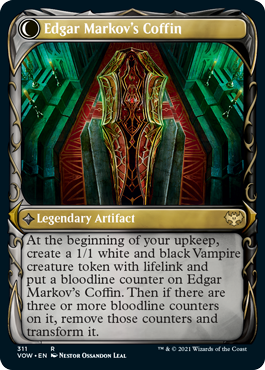 Edgar Markov's Coffin
Legendary Artifact
At the beginning of your upkeep,
create a 1/1 white and black Vampire
creature token with lifelink and
put a bloodline counter on Edgar
Markov's Coffin. Then if there are
three or more bloodline counters
on it, remove those counters and
transform it.
311 R
VOW • EN Nestor Ossandon Leal
™ & © 2021 Wizards of the Coast